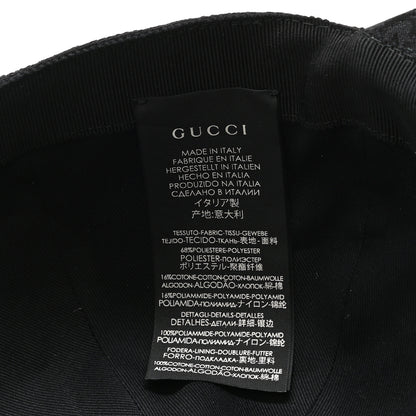 GUCCI
MADE IN ITALY
FABRIQUE EN ITALIE
HERGESTELLT IN ITALIEN
HECHO EN ITALIA
PRODUZIDO NA ITALIA
СДЕЛАНО В ИТАЛИИ
イタリア製
产地:意大利
TESSUTO-FABRIC-TISSU-GEWEBE
TEJIDO-TECIDO-ТКАНЬ-表地-面料
68%POLIESTERE-POLYESTER
POLIESTER-ПОЛИЭСТЕР
ポリエステル-聚酯纤维
16%COTONE-COTTON-COTON-BAUMWOLLE
ALGODON-ALGODÃO-ХЛОПОК-綿-棉
16%POLIAMMIDE-POLYAMIDE-POLYAMID
POLIAMIDA-ПОЛИАМИД-ナイロン-锦纶
DETTAGLI-DETAILS-DETALLES
DETALHES-ДЕТАЛИ-詳細-镶边
100%POLIAMMIDE-POLYAMIDE-POLYAMID
POLIAMIDA-ПОЛИАМИД-ナイロン-锦纶
FODERA-LINING-DOUBLURE-FUTTER
FORRO-ПОДКЛАДКА-裏地-里料
100%COTONE-COTTON-COTON-BAUMWOLLE
ALGODON-ALGODÃO-ХЛОПОК-綿-棉